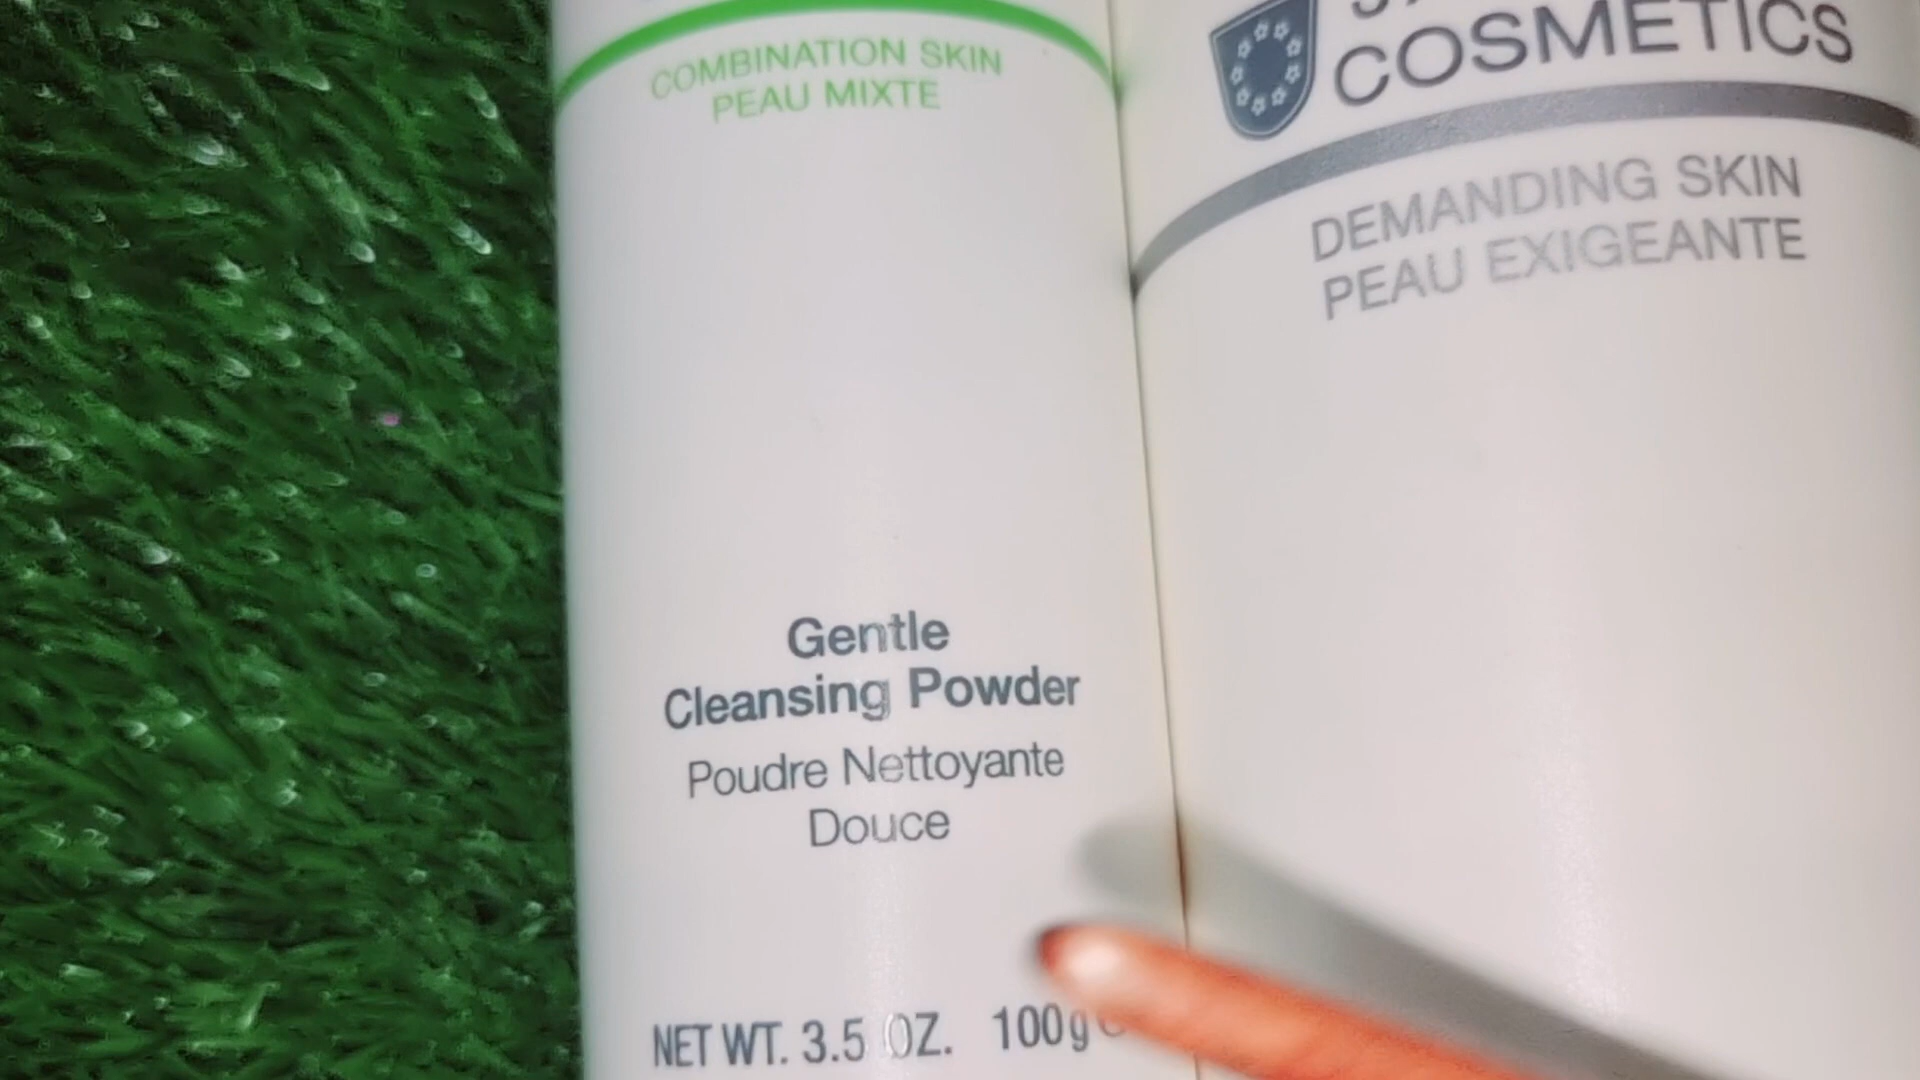 COMBINATION SKIN
PEAU MIXTE
Gentle
Cleansing Powder
Poudre Nettoyante
Douce
NET WT. 3.5 OZ. 100g
COSMETICS
DEMANDING SKIN
PEAU EXIGEANTE